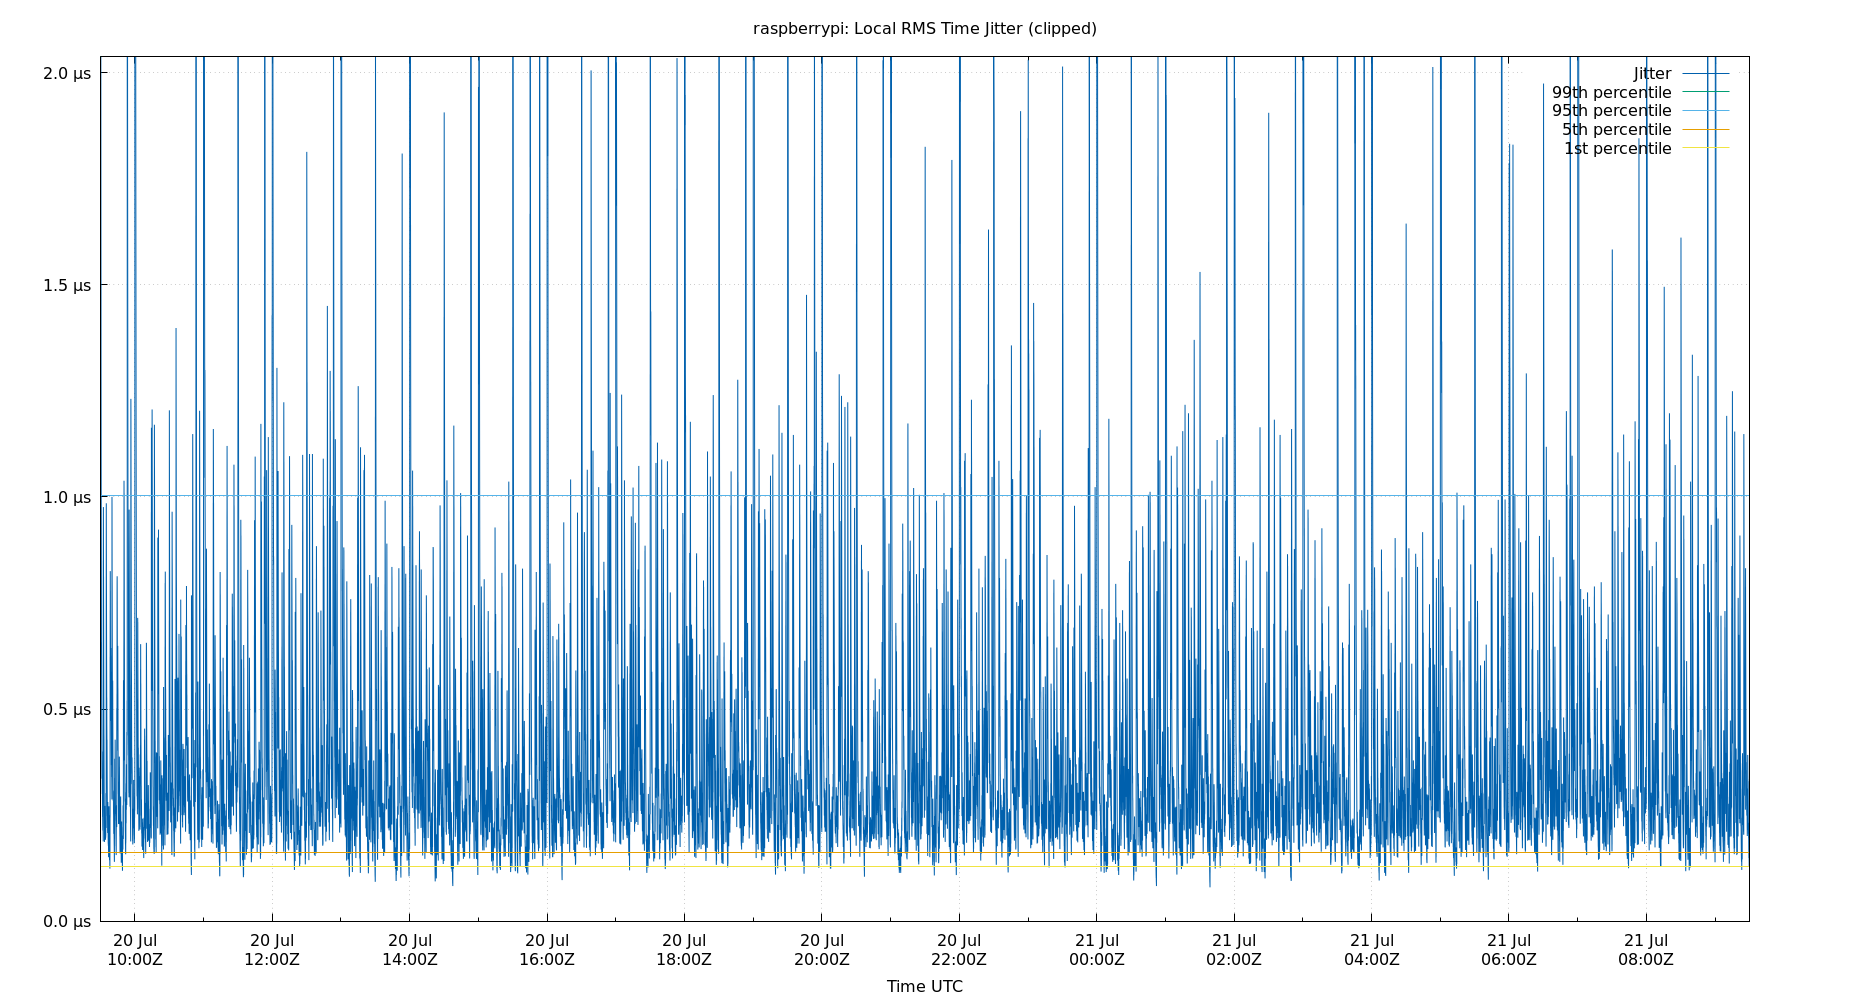 raspberrypi: Local RMS Time Jitter (clipped)
2.0 µs
1.5 µs
1.0 µs
0.5 µs
0.0 µs
Jitter
99th percentile
95th percentile
5th percentile
1st percentile
20 Jul 20 Jul 20 Jul 20 Jul 20 Jul 20 Jul 20 Jul 21 Jul 21 Jul 21 Jul 21 Jul 21 Jul
10:00Z 12:00Z 14:00Z 16:00Z 18:00Z 20:00Z 22:00Z 00:00Z 02:00Z 04:00Z 06:00Z 08:00Z
Time UTC